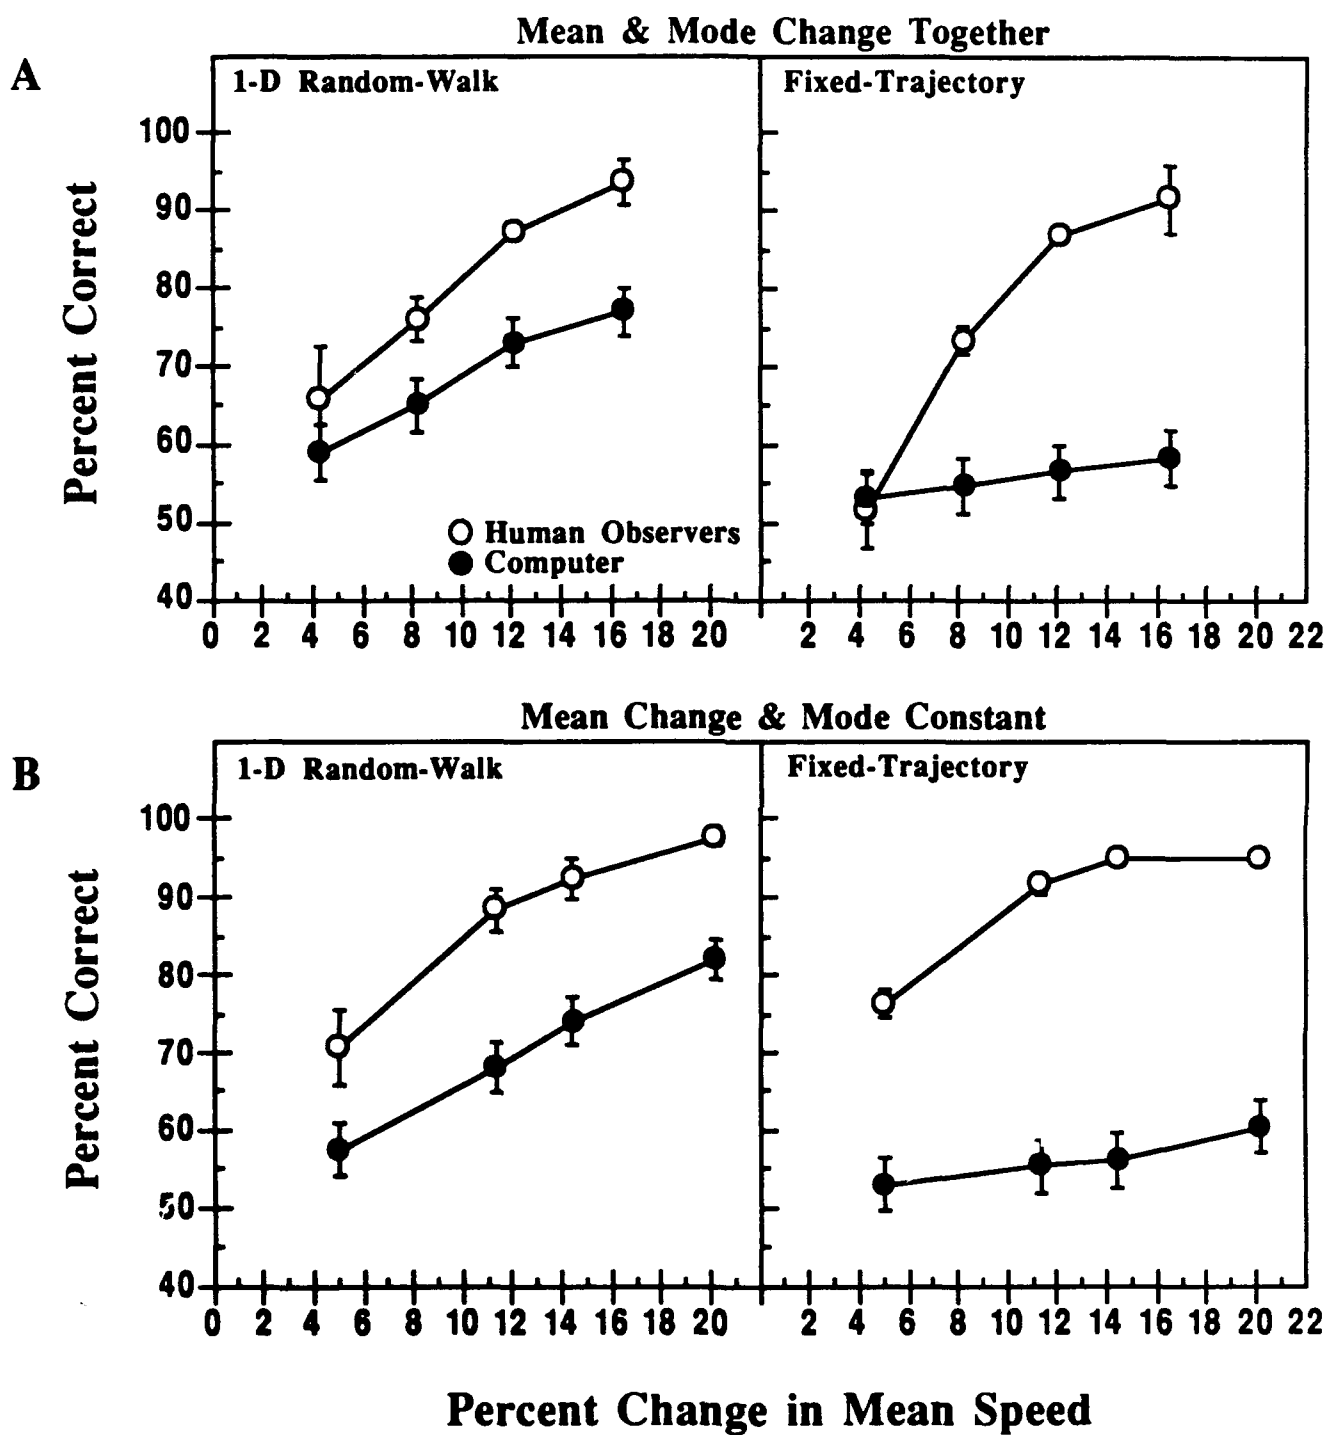 Mean & Mode Change Together
A
1-D Random-Walk
Fixed-Trajectory
Percent Correct
100
90
80
70
60
50
40
Human Observers
Computer
0 2 4 6 8 10 12 14 16 18 20 2 4 6 8 10 12 14 16 18 20 22
Mean Change & Mode Constant
B
1-D Random-Walk
Fixed-Trajectory
Percent Correct
100
90
80
70
60
50
40
0 2 4 6 8 10 12 14 16 18 20 2 4 6 8 10 12 14 16 18 20 22
Percent Change in Mean Speed